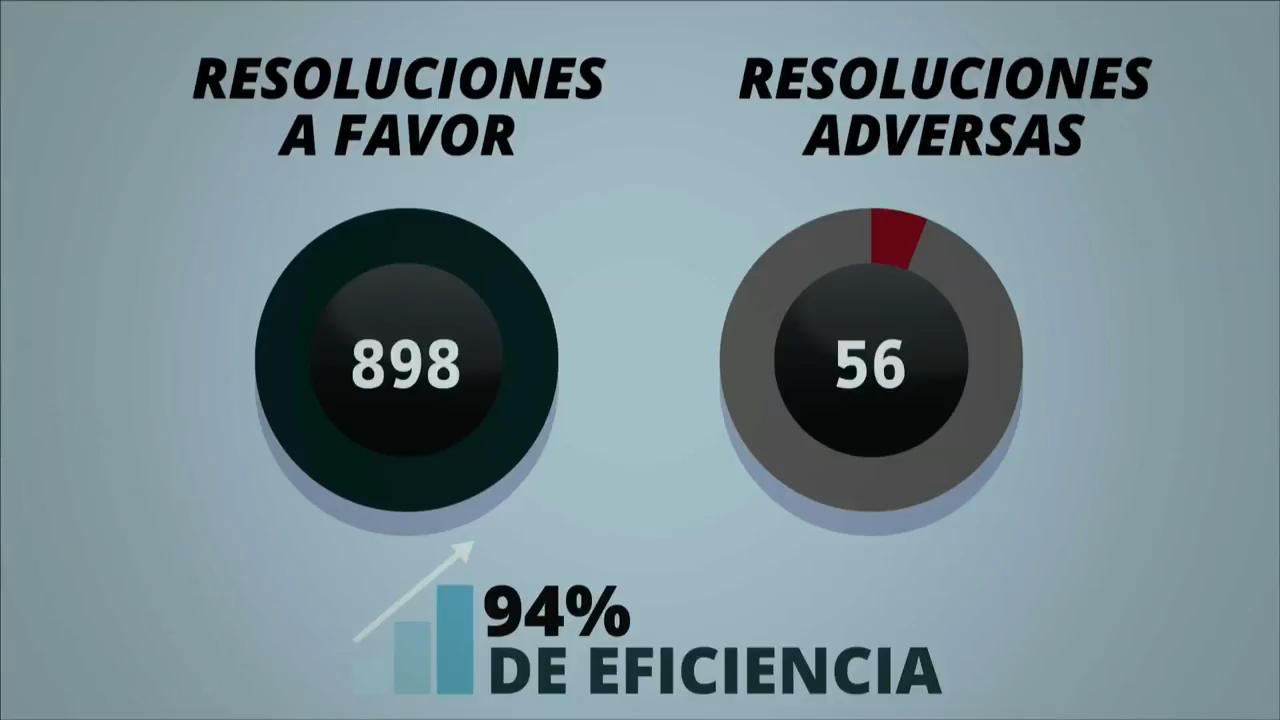 RESOLUCIONES
A FAVOR
RESOLUCIONES
ADVERSAS
898
56
94%
DE EFICIENCIA